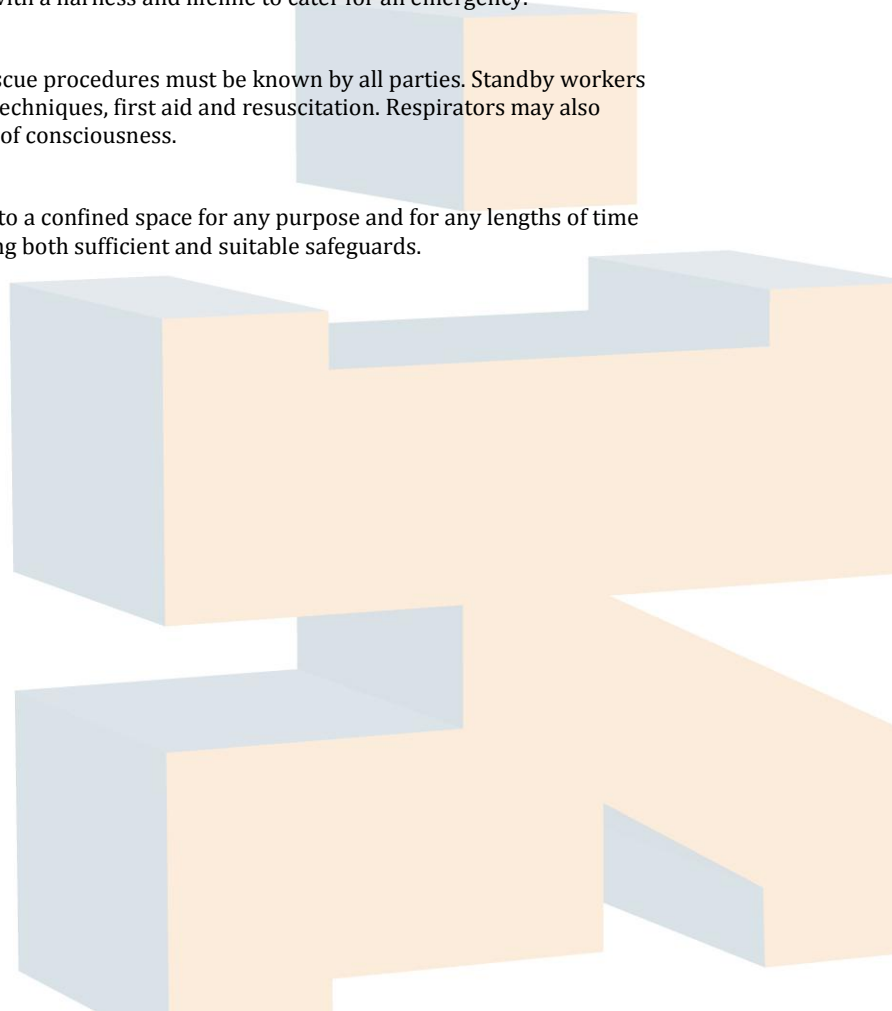 with a harness and lifeline to cater for an emergency.
scue procedures must be known by all parties. Standby workers
echniques, first aid and resuscitation. Respirators may also
of consciousness.
to a confined space for any purpose and for any lengths of time
ng both sufficient and suitable safeguards.